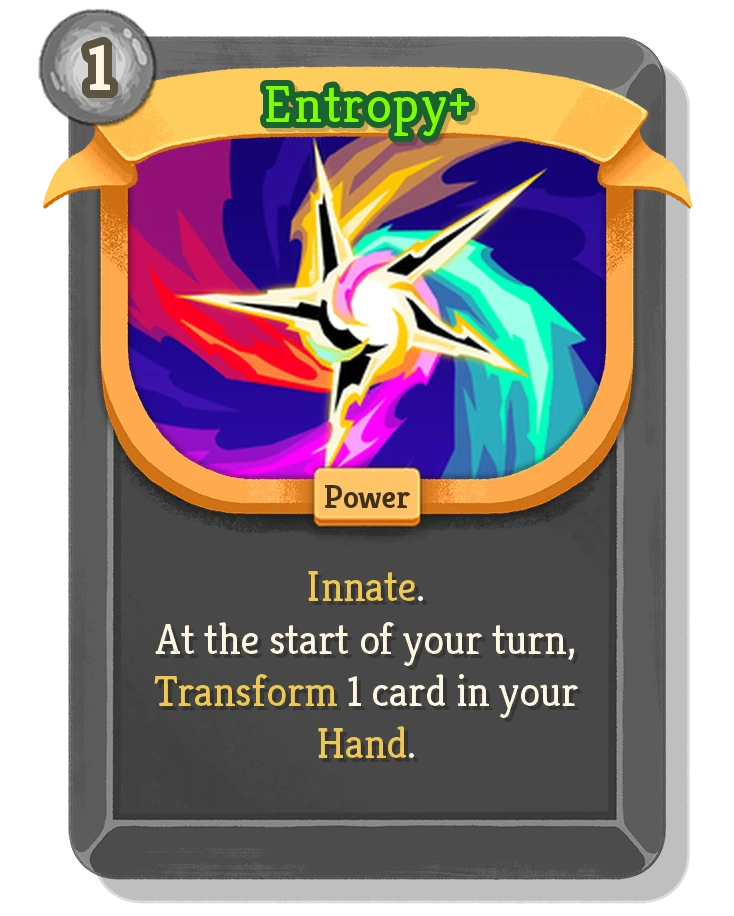 1
Entropy+
Power
Innate.
At the start of your turn,
Transform 1 card in your
Hand.